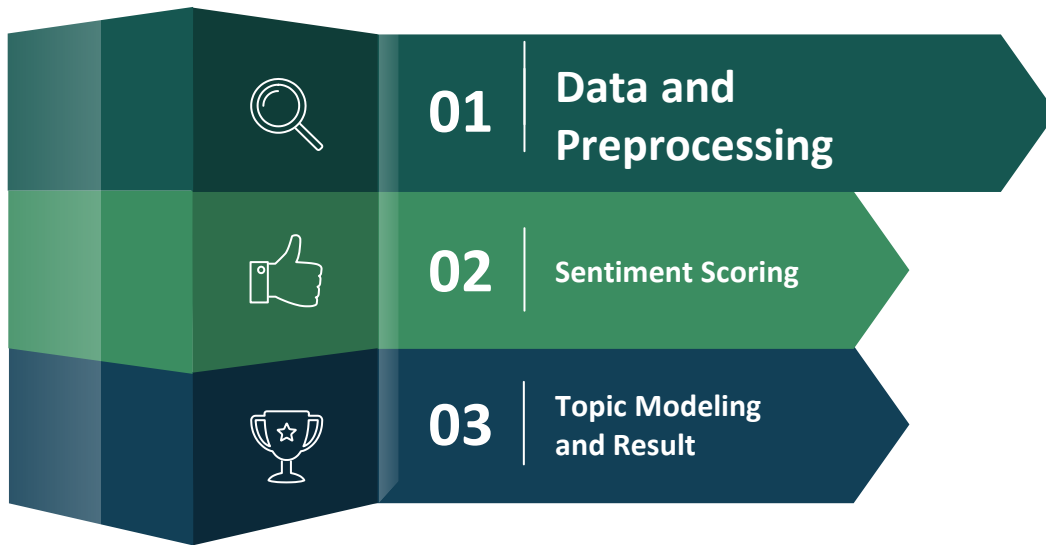 01
Data and
Preprocessing
02
Sentiment Scoring
03
Topic Modeling
and Result